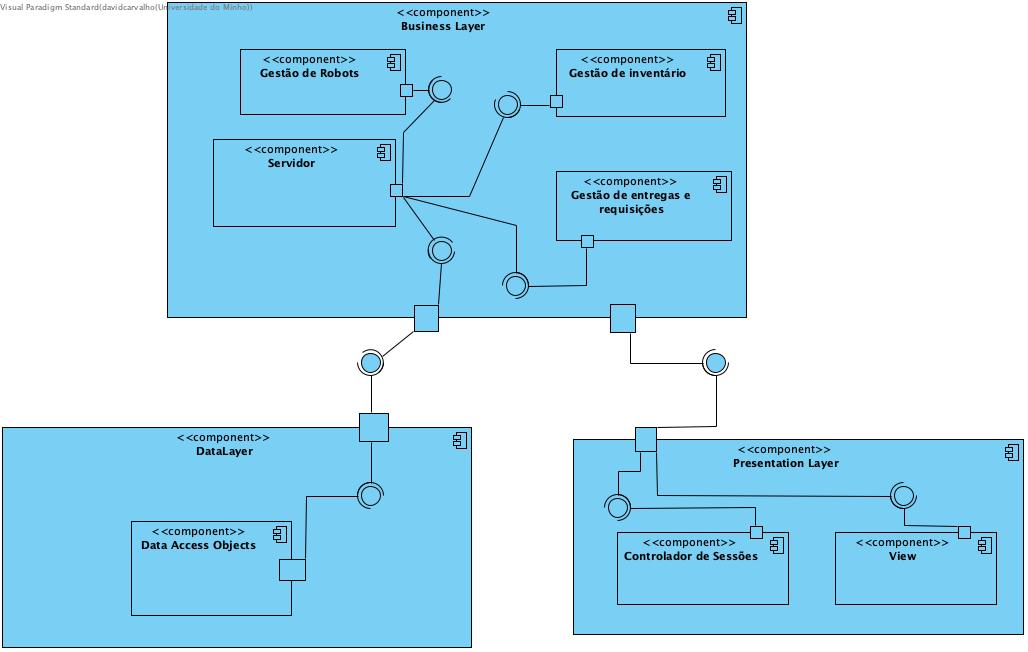 Visual Paradigm Standard(davidcarvalho(Universidade do Minho))
<<component>>
Business Layer
<<component>>
Gestão de Robots
<<component>>
Gestão de inventário
<<component>>
Servidor
<<component>>
Gestão de entregas e
requisições
<<component>>
DataLayer
<<component>>
Data Access Objects
<<component>>
Presentation Layer
<<component>>
Controlador de Sessões
<<component>>
View